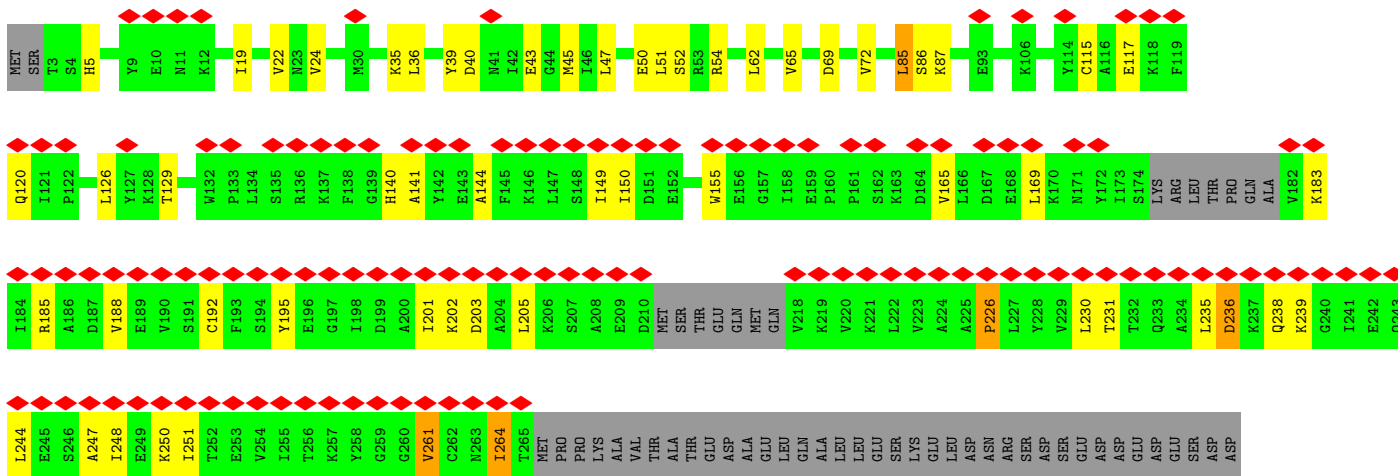 MET SER T3 S4 H5 Y9 E10 N11 K12 I19 V22 N23 V24 M30 K35 L36 Y39 D40 N41 I42 E43 G44 M45 I46 L47 E50 L51 S52 R53 R54 L62 V65 D69 V72 L85 S86 K87 E93 K106 Y114 C115 A116 E117 K118 F119
Q120 I121 P122 L126 Y127 K128 T129 W132 P133 L134 S135 R136 K137 F138 G139 H140 A141 Y142 E143 A144 F145 K146 L147 S148 I149 I150 D151 E152 W155 E156 G157 I158 E159 P160 P161 S162 K163 D164 V165 L166 D167 E168 L169 K170 N171 Y172 I173 S174 LYS ARG LEU THR PRO GLN ALA V182 K183
I184 R185 A186 D187 V188 E189 V190 S191 C192 F193 S194 Y195 E196 G197 I198 D199 A200 I201 K202 D203 A204 L205 K206 S207 A208 E209 D210 MET SER THR GLU GLN MET GLN V218 K219 V220 K221 L222 V223 A224 A225 P226 L227 Y228 V229 L230 T231 T232 Q233 A234 L235 D236 K237 Q238 K239 G240 I241 E242 Q243
L244 E245 S246 A247 I248 E249 K250 I251 T252 E253 V254 I255 T256 K257 Y258 G259 G260 V261 C262 N263 I264 T265 MET PRO PRO LYS ALA VAL THR ALA THR GLU ASP ALA GLU LEU GLN ALA LEU LEU GLU SER LYS GLU LEU ASP ASN ARG SER ASP SER GLU ASP ASP GLU ASP GLU SER ASP ASP